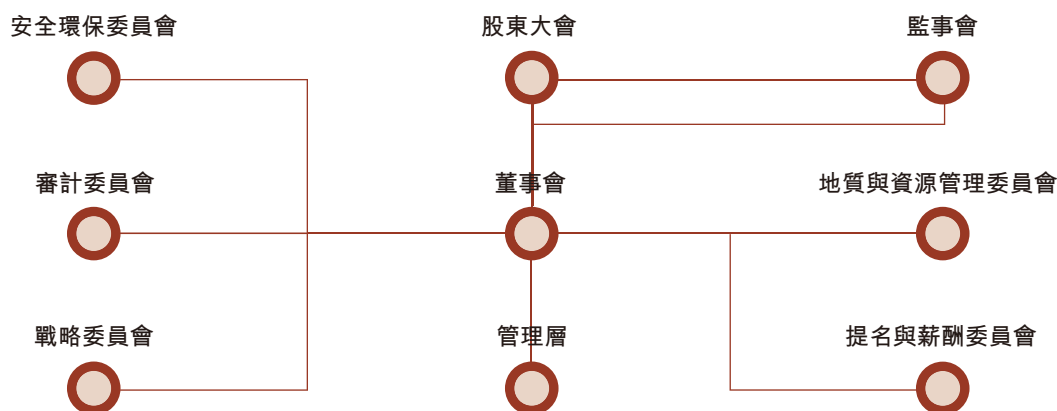 安全環保委員會
股東大會
監事會
審計委員會
董事會
地質與資源管理委員會
戰略委員會
管理層
提名與薪酬委員會